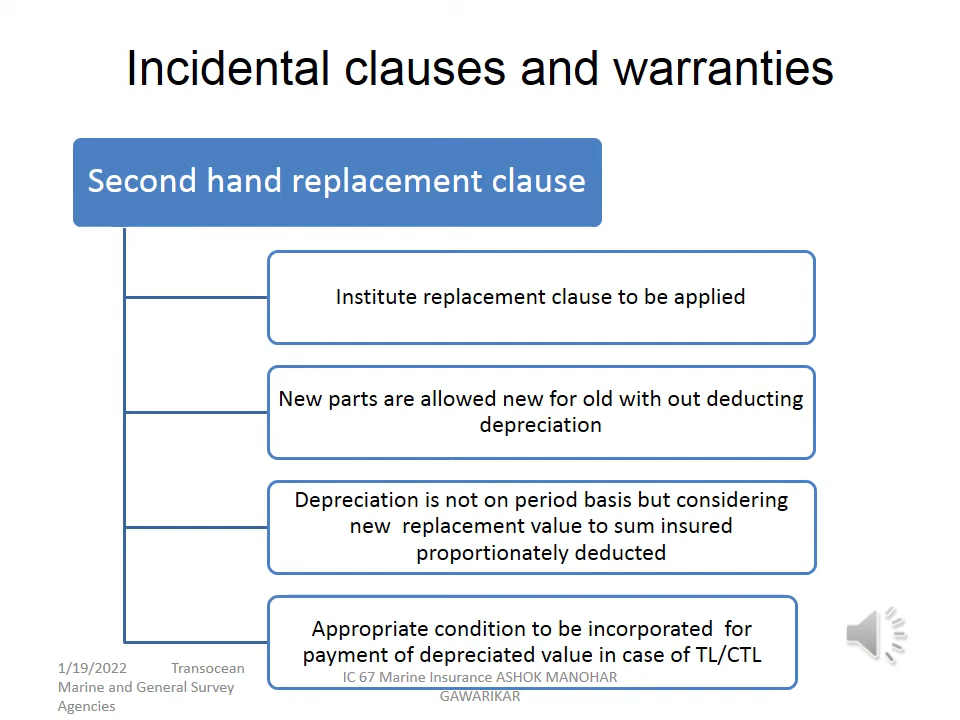 Incidental clauses and warranties
Second hand replacement clause
Institute replacement clause to be applied
New parts are allowed new for old with out deducting
depreciation
Depreciation is not on period basis but considering
new replacement value to sum insured
proportionately deducted
Appropriate condition to be incorporated for
payment of depreciated value in case of TL/CTL
1/19/2022 Transocean
Marine and General Survey
Agencies
IC 67 Marine Insurance ASHOK MANOHAR
GAWARIKAR